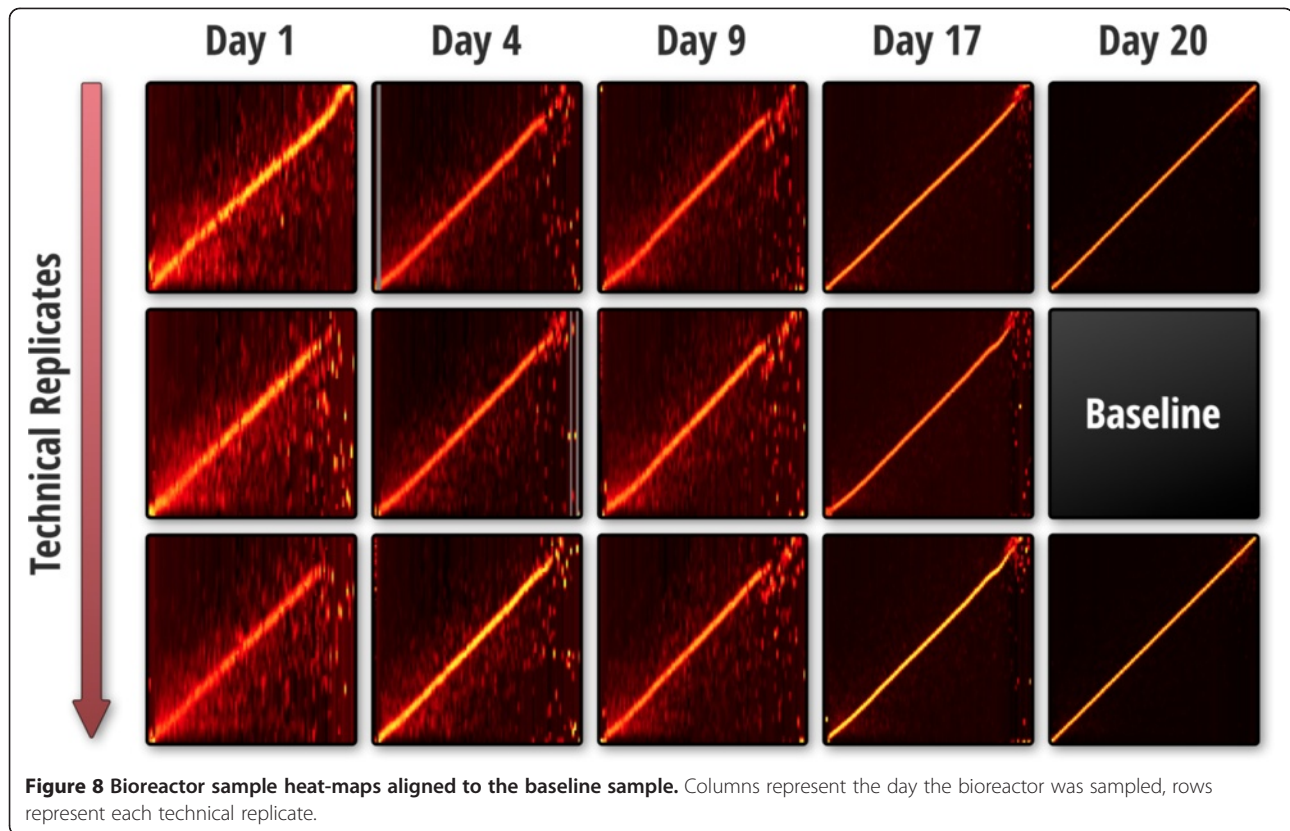 Day 1 Day 4 Day 9 Day 17 Day 20
Technical Replicates
Baseline
Figure 8 Bioreactor sample heat-maps aligned to the baseline sample. Columns represent the day the bioreactor was sampled, rows
represent each technical replicate.